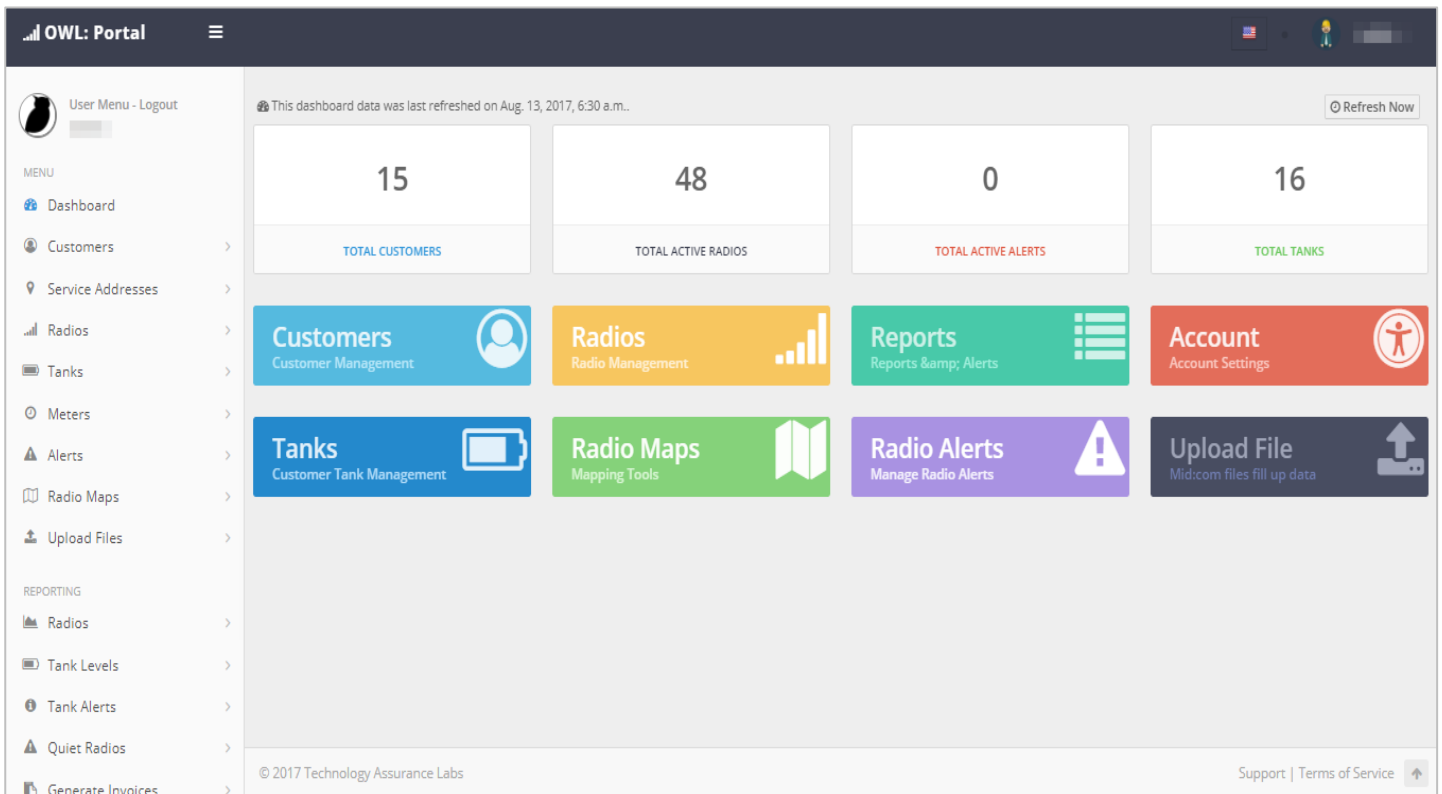 OWL: Portal
User Menu - Logout
MENU
Dashboard
Customers
Service Addresses
Radios
Tanks
Meters
Alerts
Radio Maps
Upload Files
REPORTING
Radios
Tank Levels
Tank Alerts
Quiet Radios
Generate Invoices
This dashboard data was last refreshed on Aug. 13, 2017, 6:30 a.m..
Refresh Now
15
TOTAL CUSTOMERS
48
TOTAL ACTIVE RADIOS
0
TOTAL ACTIVE ALERTS
16
TOTAL TANKS
Customers
Customer Management
Radios
Radio Management
Reports
Reports &amp; Alerts
Account
Account Settings
Tanks
Customer Tank Management
Radio Maps
Mapping Tools
Radio Alerts
Manage Radio Alerts
Upload File
Mid:com files fill up data
© 2017 Technology Assurance Labs
Support | Terms of Service